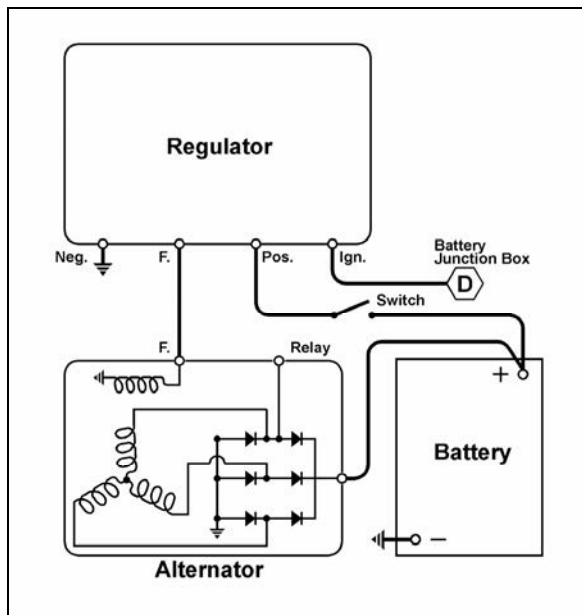 Regulator
Neg.
F.
Pos.
Ign.
Battery
Junction Box
D
Switch
F.
Relay
+
Battery
−
Alternator